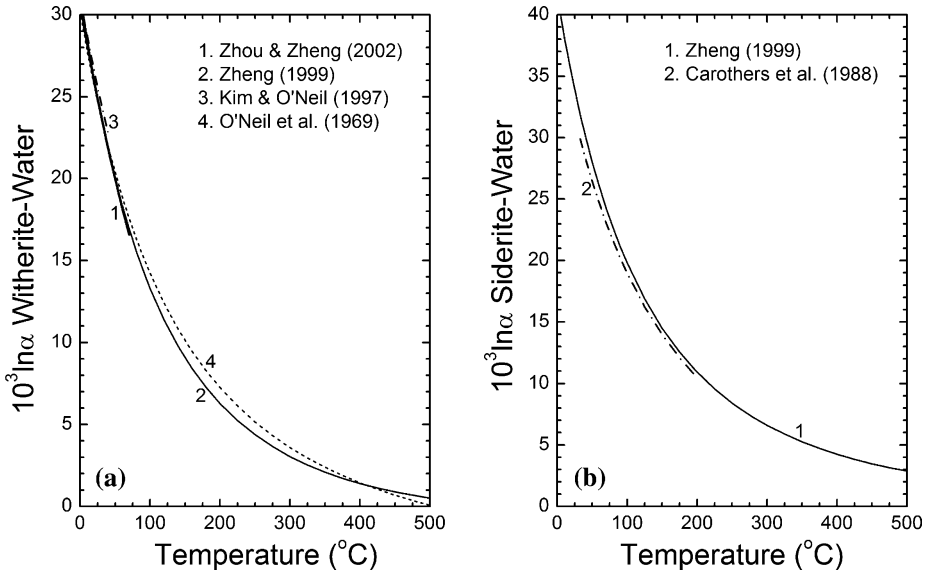 30
25
20
15
10
5
0
10³lnα Witherite-Water
1. Zhou & Zheng (2002)
2. Zheng (1999)
3. Kim & O'Neil (1997)
4. O'Neil et al. (1969)
3
1
4
2
(a)
0 100 200 300 400 500
Temperature (°C)
40
35
30
25
20
15
10
5
0
10³lnα Siderite-Water
1. Zheng (1999)
2. Carothers et al. (1988)
2
1
(b)
0 100 200 300 400 500
Temperature (°C)